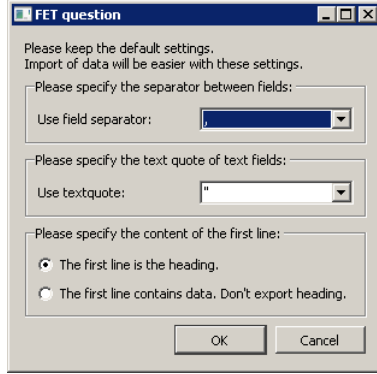 FET question
Please keep the default settings.
Import of data will be easier with these settings.
Please specify the separator between fields:
Use field separator: ,
Please specify the text quote of text fields:
Use textquote: "
Please specify the content of the first line:
The first line is the heading.
The first line contains data. Don't export heading.
OK Cancel